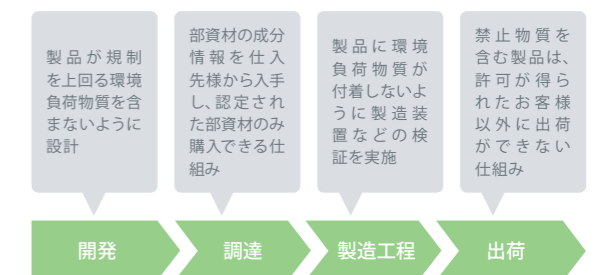 製品が規制
を上回る環境
負荷物質を含
まないように
設計
部資材の成分
情報を仕入
先様から入手
し、認定され
た部資材のみ
購入できる仕
組み
製品に環境
負荷物質が
付着しないよ
うに製造装
置などの検
証を実施
禁止物質を
含む製品は、
許可が得ら
れたお客様
以外に出荷
ができない
仕組み
開発
調達
製造工程
出荷